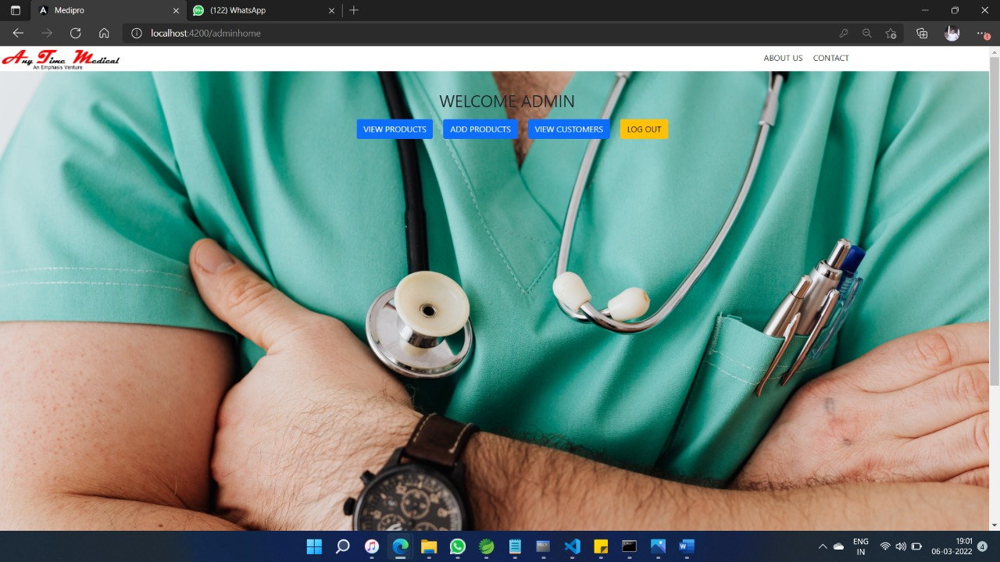 Medipro
(122) WhatsApp
localhost:4200/adminhome
Any Time Medical
An Emphasis Venture
ABOUT US CONTACT
WELCOME ADMIN
VIEW PRODUCTS ADD PRODUCTS VIEW CUSTOMERS LOG OUT
ENG
IN
19:01
06-03-2022
4